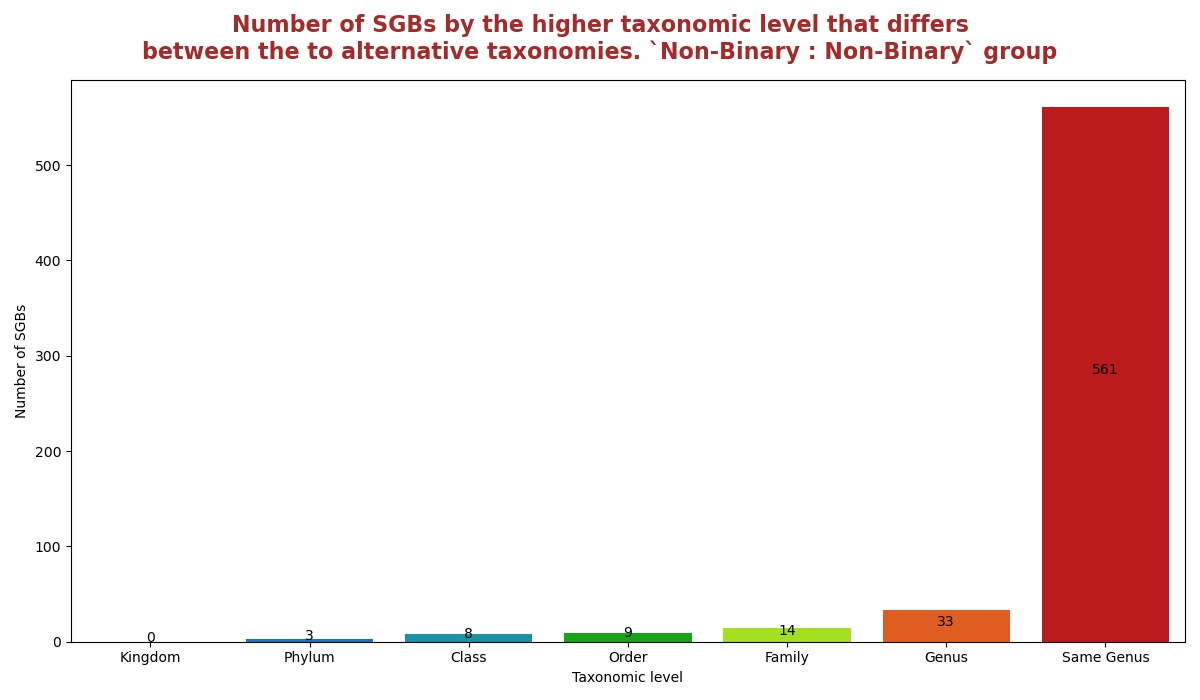 Number of SGBs by the higher taxonomic level that differs
between the to alternative taxonomies. `Non-Binary : Non-Binary` group
Number of SGBs
500
400
300
200
100
0
0
3
8
9
14
33
561
Kingdom
Phylum
Class
Order
Family
Genus
Same Genus
Taxonomic level